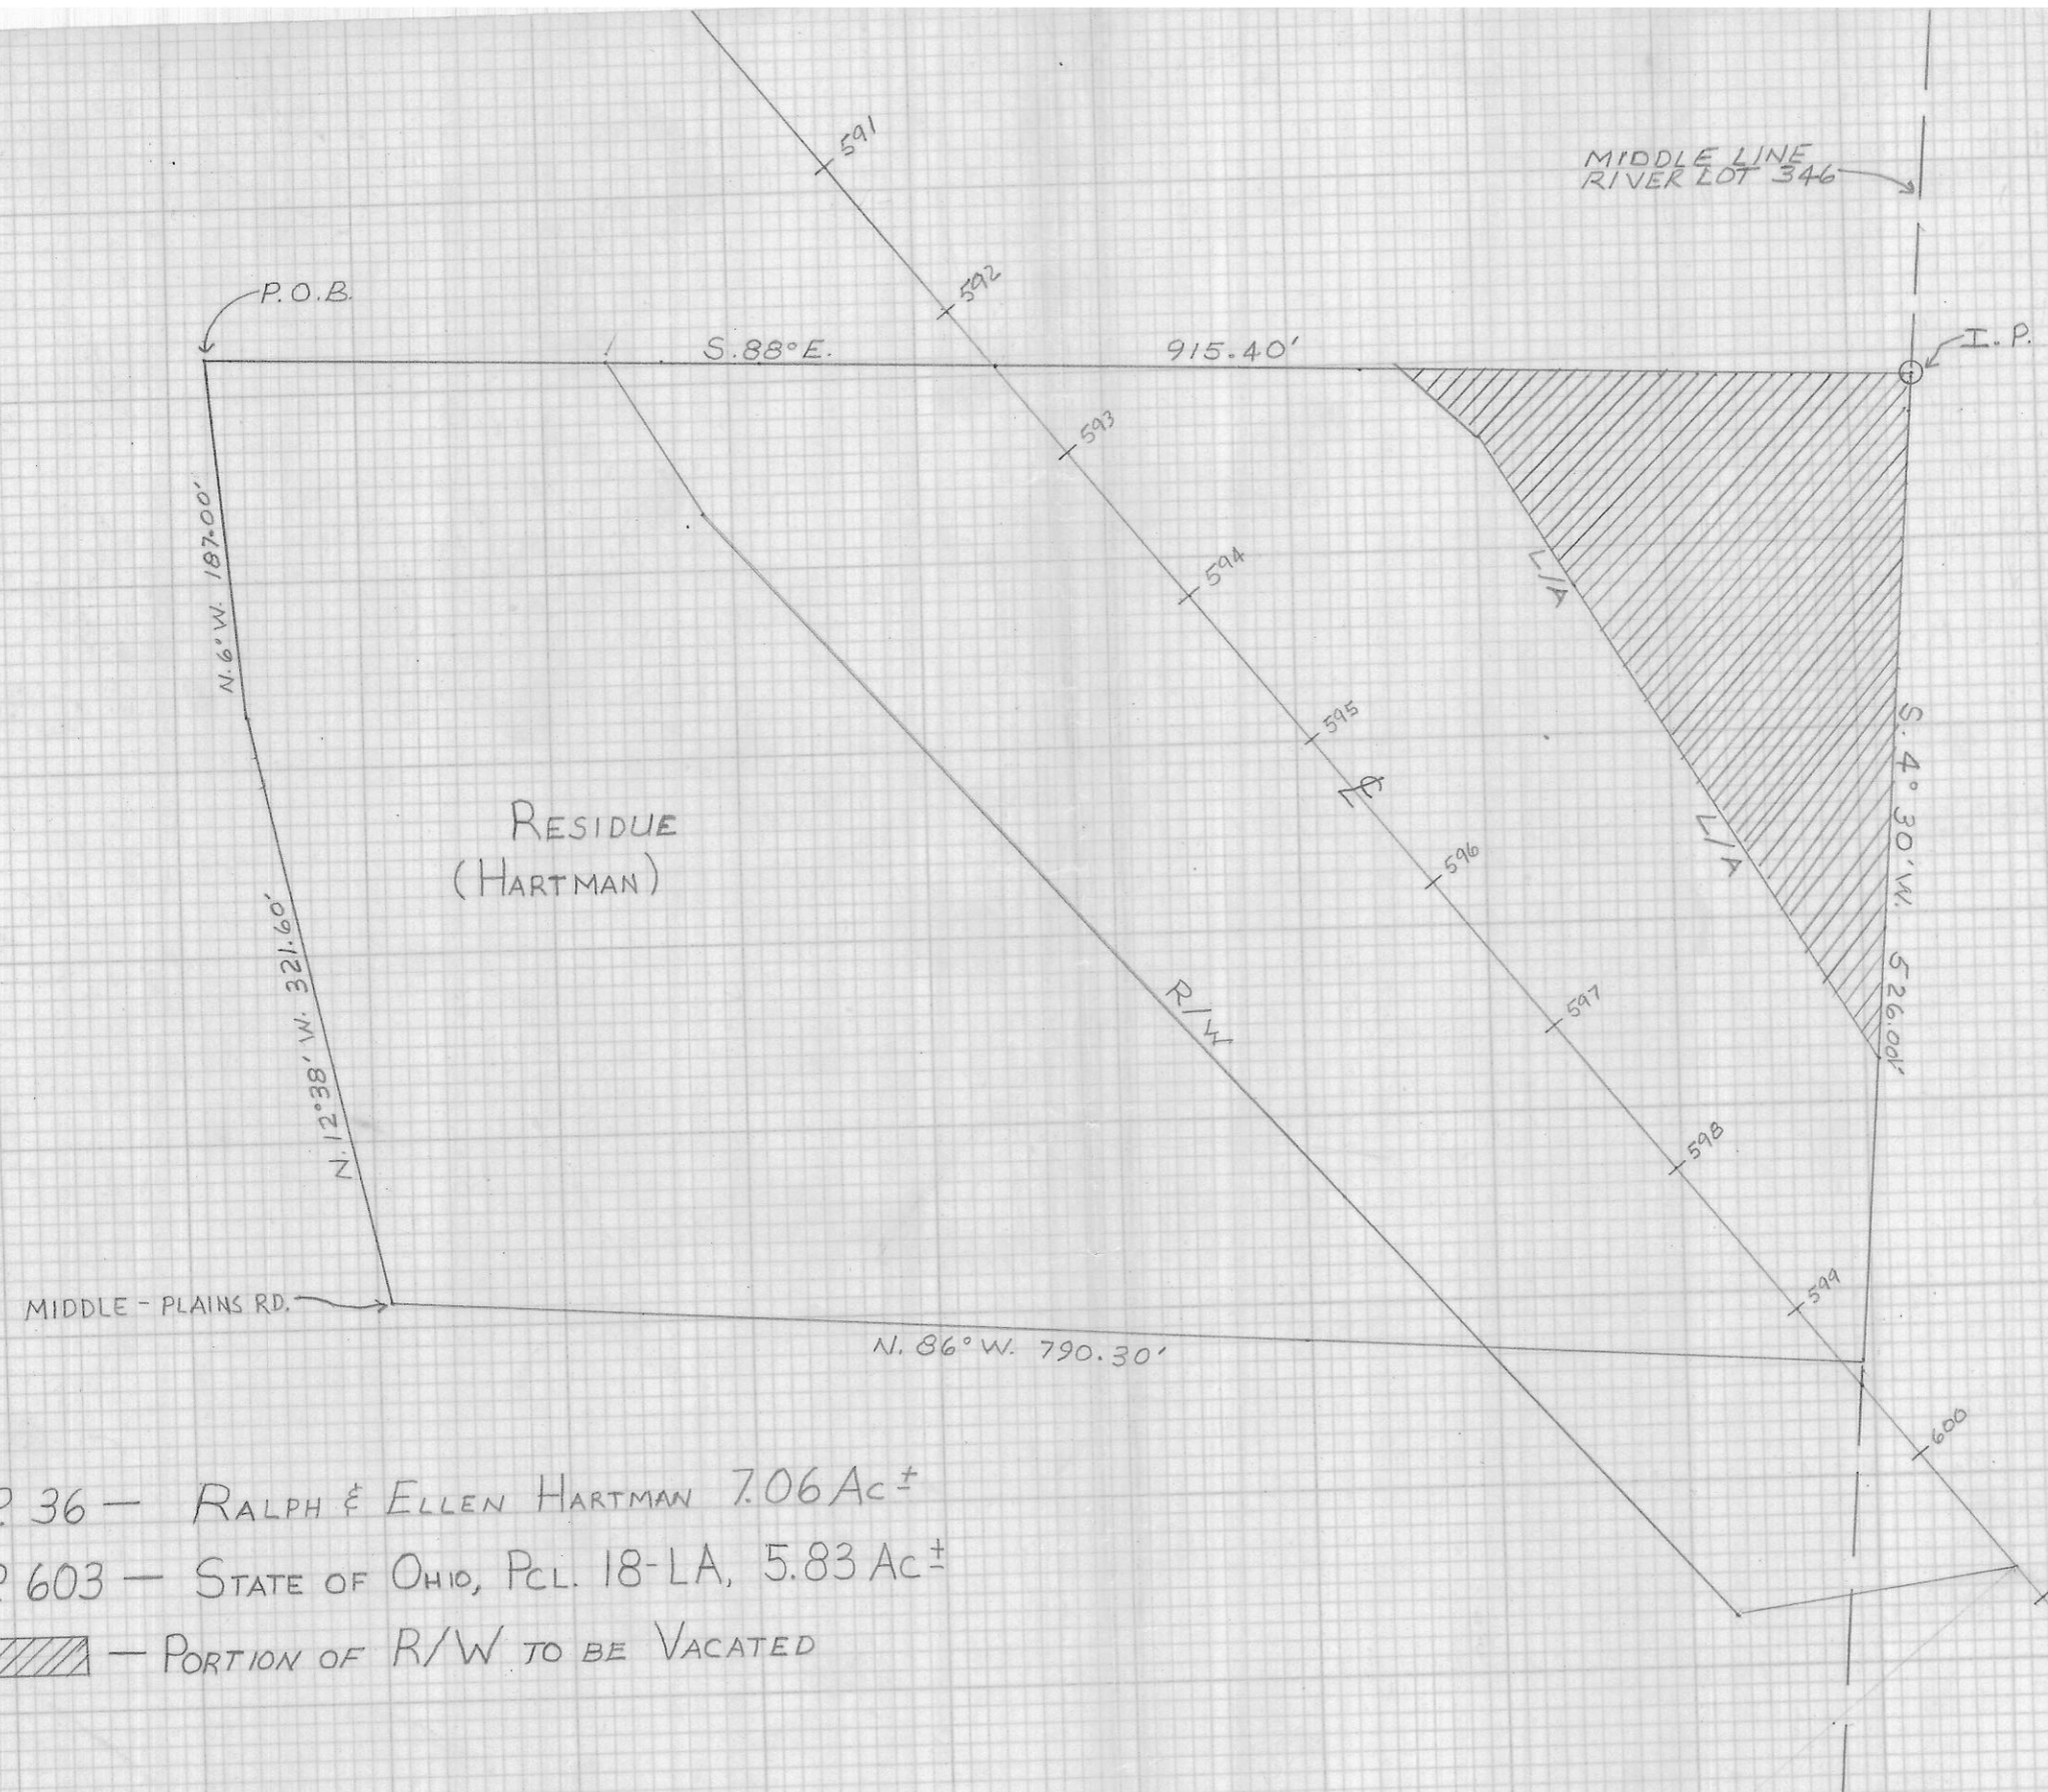 591
MIDDLE LINE
RIVER LOT 346
592
P.O.B.
I.P.
S.88°E. 915.40'
593
N.6°W. 187.00'
594
L/A
595
℄
S. 4° 30' W. 526.00'
RESIDUE
(HARTMAN)
L/A
596
N.12°38' W. 321.60'
R/W
597
598
MIDDLE - PLAINS RD.
599
N. 86° W. 790.30'
600
36 — RALPH & ELLEN HARTMAN 7.06 Ac ±
603 — STATE OF OHIO, PCL. 18-LA, 5.83 Ac ±
— PORTION OF R/W TO BE VACATED